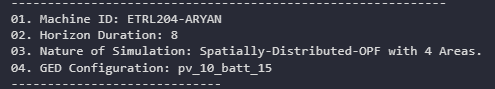 ------------------------------------------------------------
01. Machine ID: ETRL204-ARYAN
02. Horizon Duration: 8
03. Nature of Simulation: Spatially-Distributed-OPF with 4 Areas.
04. GED Configuration: pv_10_batt_15
-----------------------------